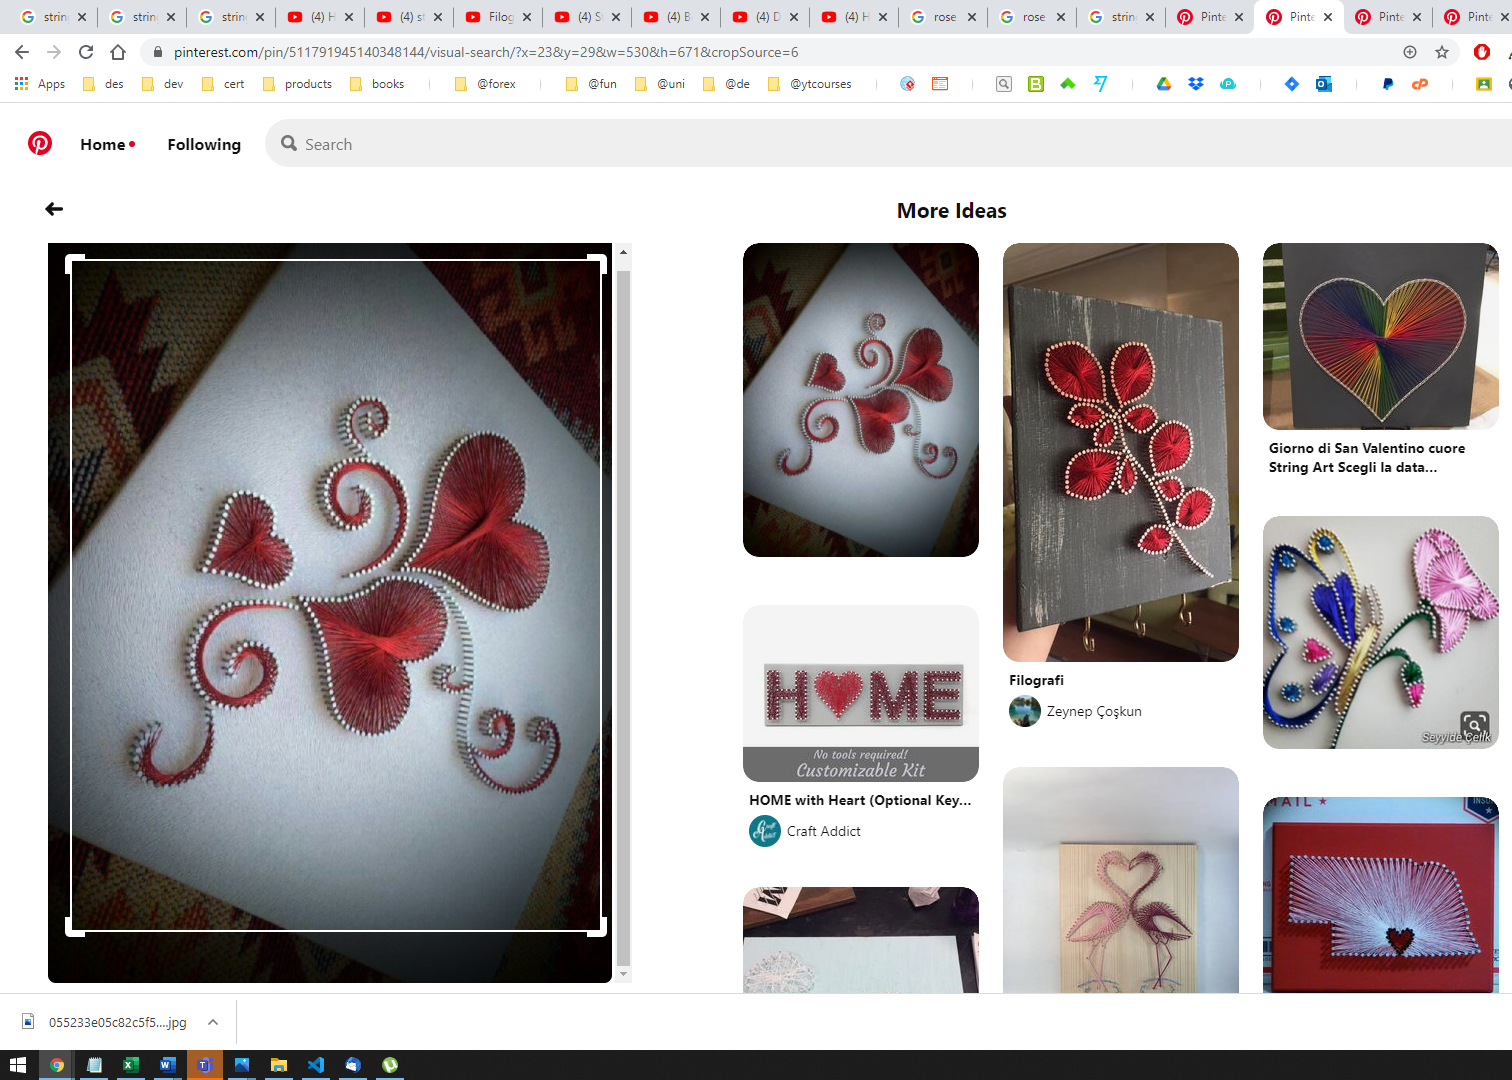 strin
strin
strin
(4) H
(4) st
Filog
(4) S
(4) B
(4) D
(4) H
rose
rose
strin
Pinte
Pinte
Pinte
Pinte
pinterest.com/pin/511791945140348144/visual-search/?x=23&y=29&w=530&h=671&cropSource=6
Apps des dev cert products books @forex @fun @uni @de @ytcourses
Home Following Search
More Ideas
Giorno di San Valentino cuore
String Art Scegli la data...
HOME
No tools required!
Customizable Kit
HOME with Heart (Optional Key...
Craft Addict
Filografi
Zeynep Çoşkun
Seyyide Çelik
MAIL
055233e05c82c5f5....jpg